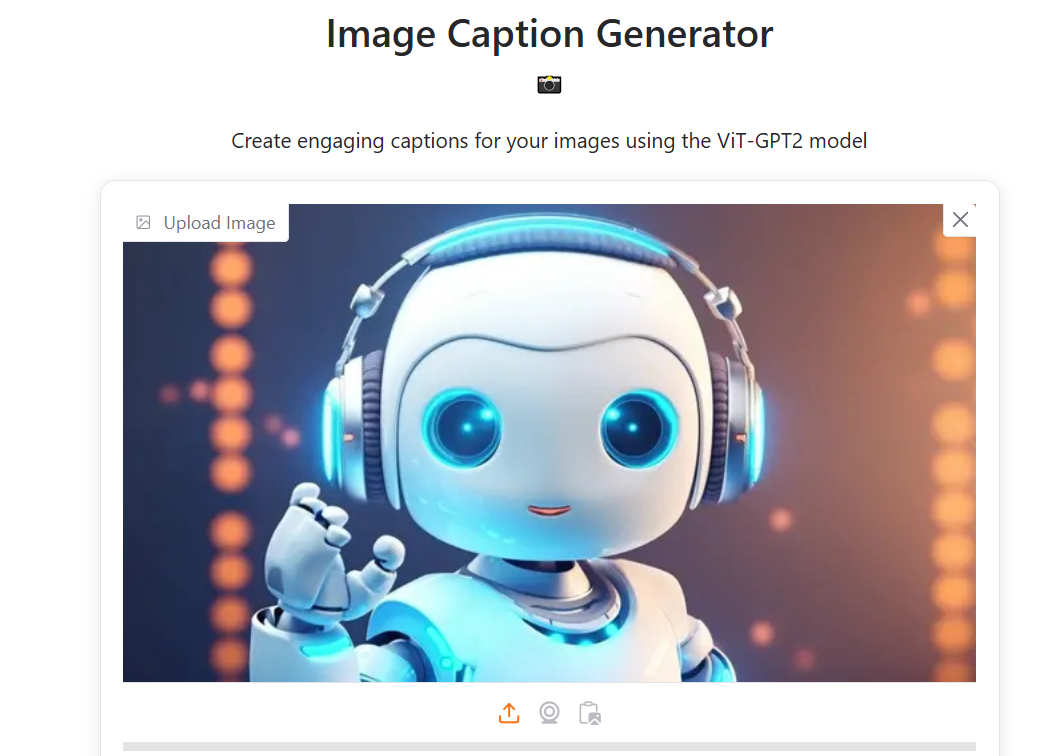 Image Caption Generator
Create engaging captions for your images using the ViT-GPT2 model
Upload Image